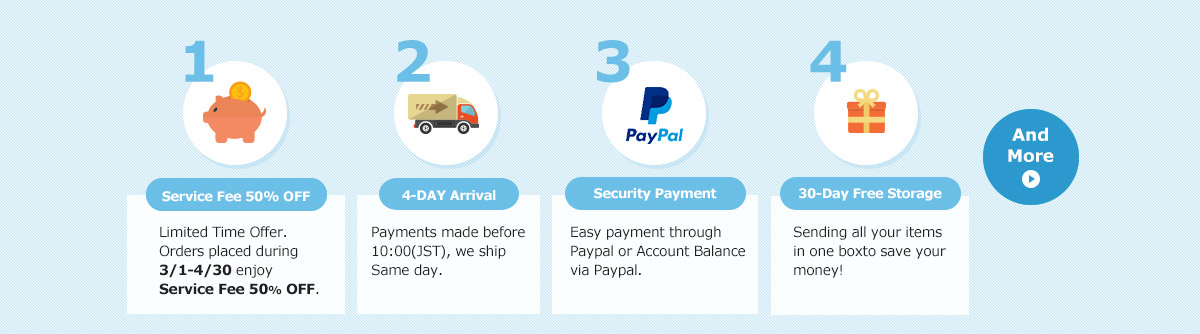 1
Service Fee 50% OFF
Limited Time Offer.
Orders placed during
3/1-4/30 enjoy
Service Fee 50% OFF.
2
4-DAY Arrival
Payments made before
10:00(JST), we ship
Same day.
3
PayPal
Security Payment
Easy payment through
Paypal or Account Balance
via Paypal.
4
30-Day Free Storage
Sending all your items
in one boxto save your
money!
And
More